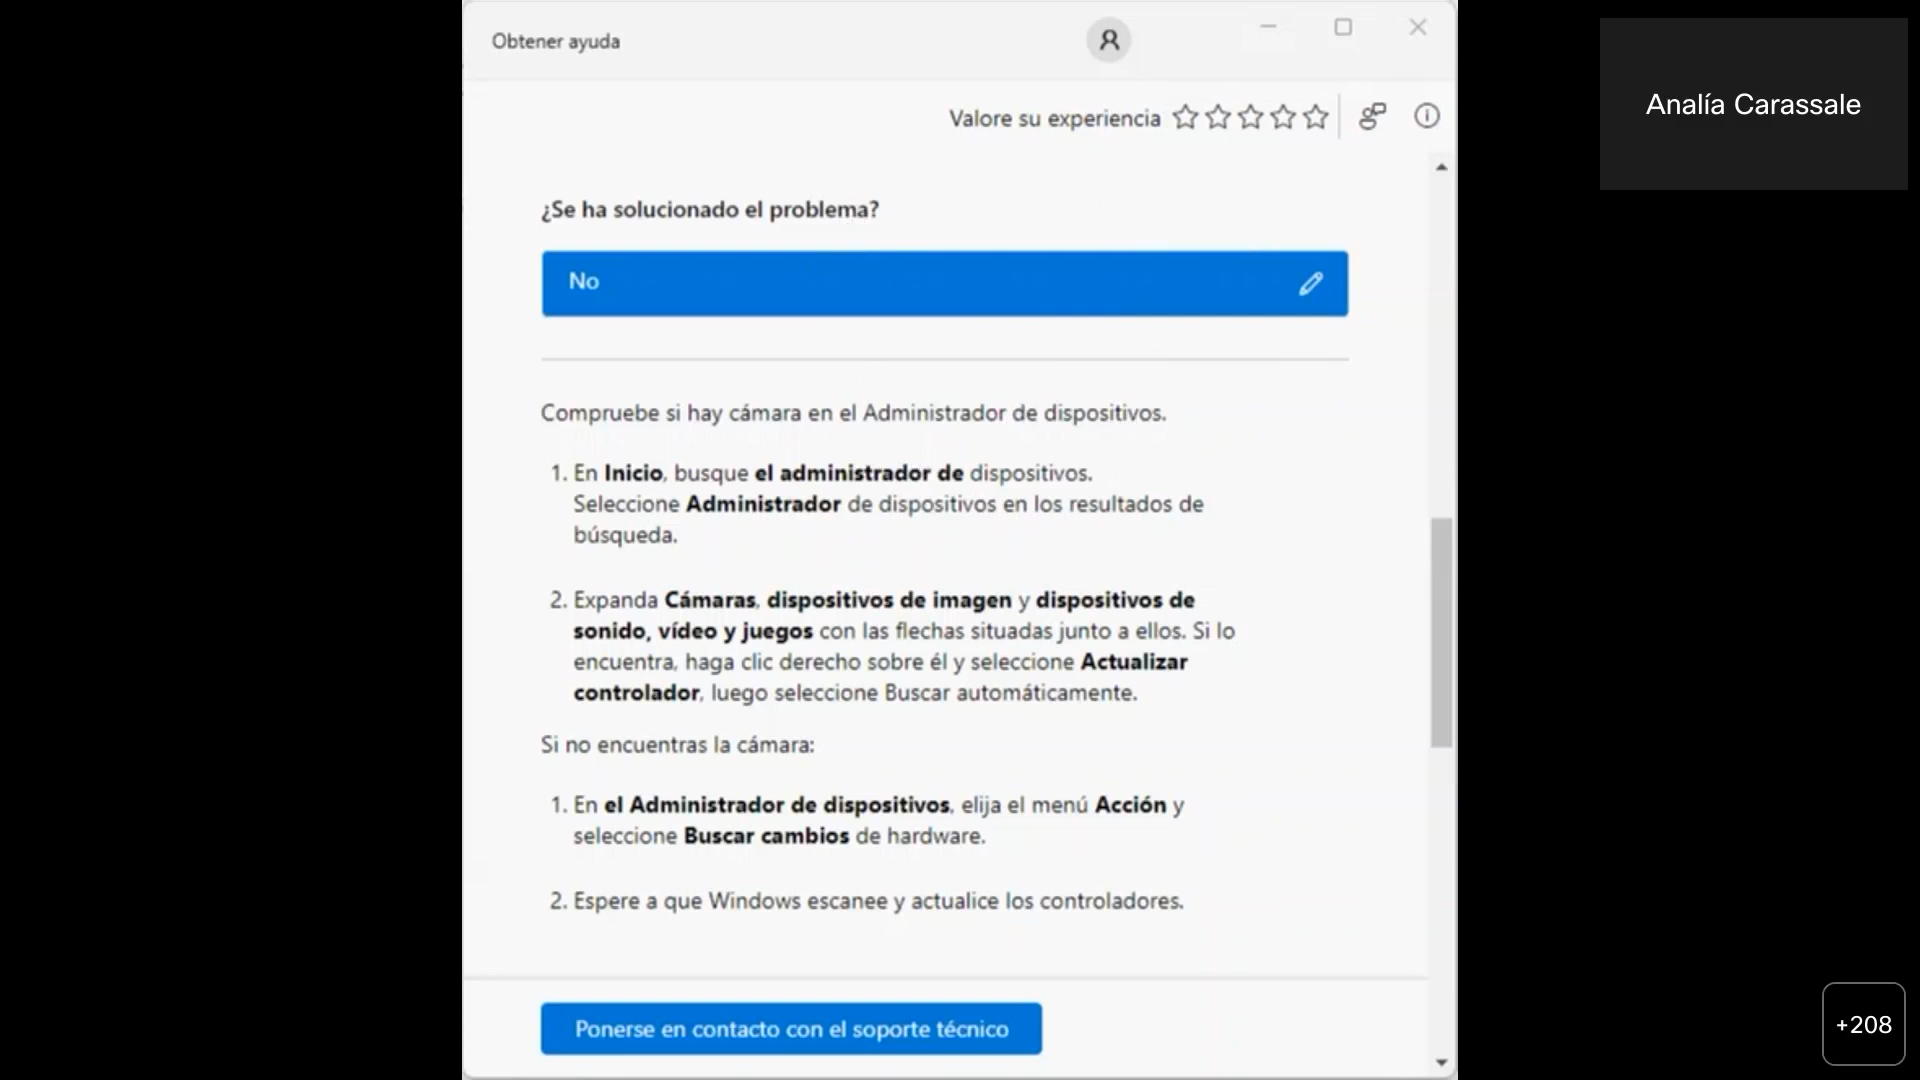 Obtener ayuda
Valore su experiencia
Analía Carassale
¿Se ha solucionado el problema?
No
Compruebe si hay cámara en el Administrador de dispositivos.
1. En Inicio, busque el administrador de dispositivos.
Seleccione Administrador de dispositivos en los resultados de
búsqueda.
2. Expanda Cámaras, dispositivos de imagen y dispositivos de
sonido, vídeo y juegos con las flechas situadas junto a ellos. Si lo
encuentra, haga clic derecho sobre él y seleccione Actualizar
controlador, luego seleccione Buscar automáticamente.
Si no encuentras la cámara:
1. En el Administrador de dispositivos, elija el menú Acción y
seleccione Buscar cambios de hardware.
2. Espere a que Windows escanee y actualice los controladores.
Ponerse en contacto con el soporte técnico
+208